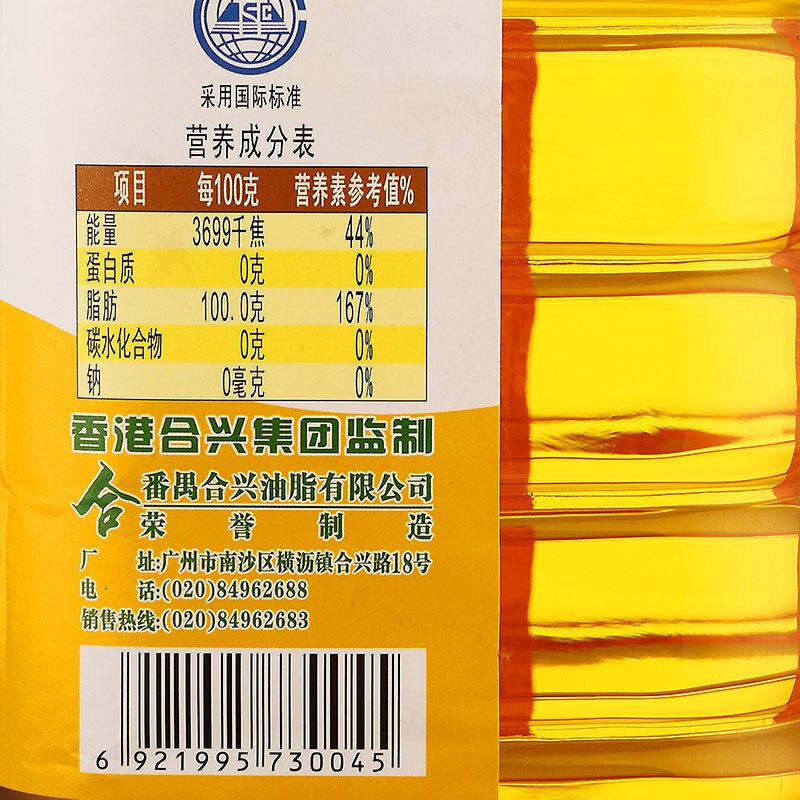 采用国际标准
营养成分表
项目 每100克 营养素参考值%
能量 3699千焦 44%
蛋白质 0克 0%
脂肪 100.0克 167%
碳水化合物 0克 0%
钠 0毫克 0%
香港合兴集团监制
合 番禺合兴油脂有限公司
荣誉制造
厂 址:广州市南沙区横沥镇合兴路18号
电 话:(020)84962688
销售热线:(020)84962683
6 921995 730045